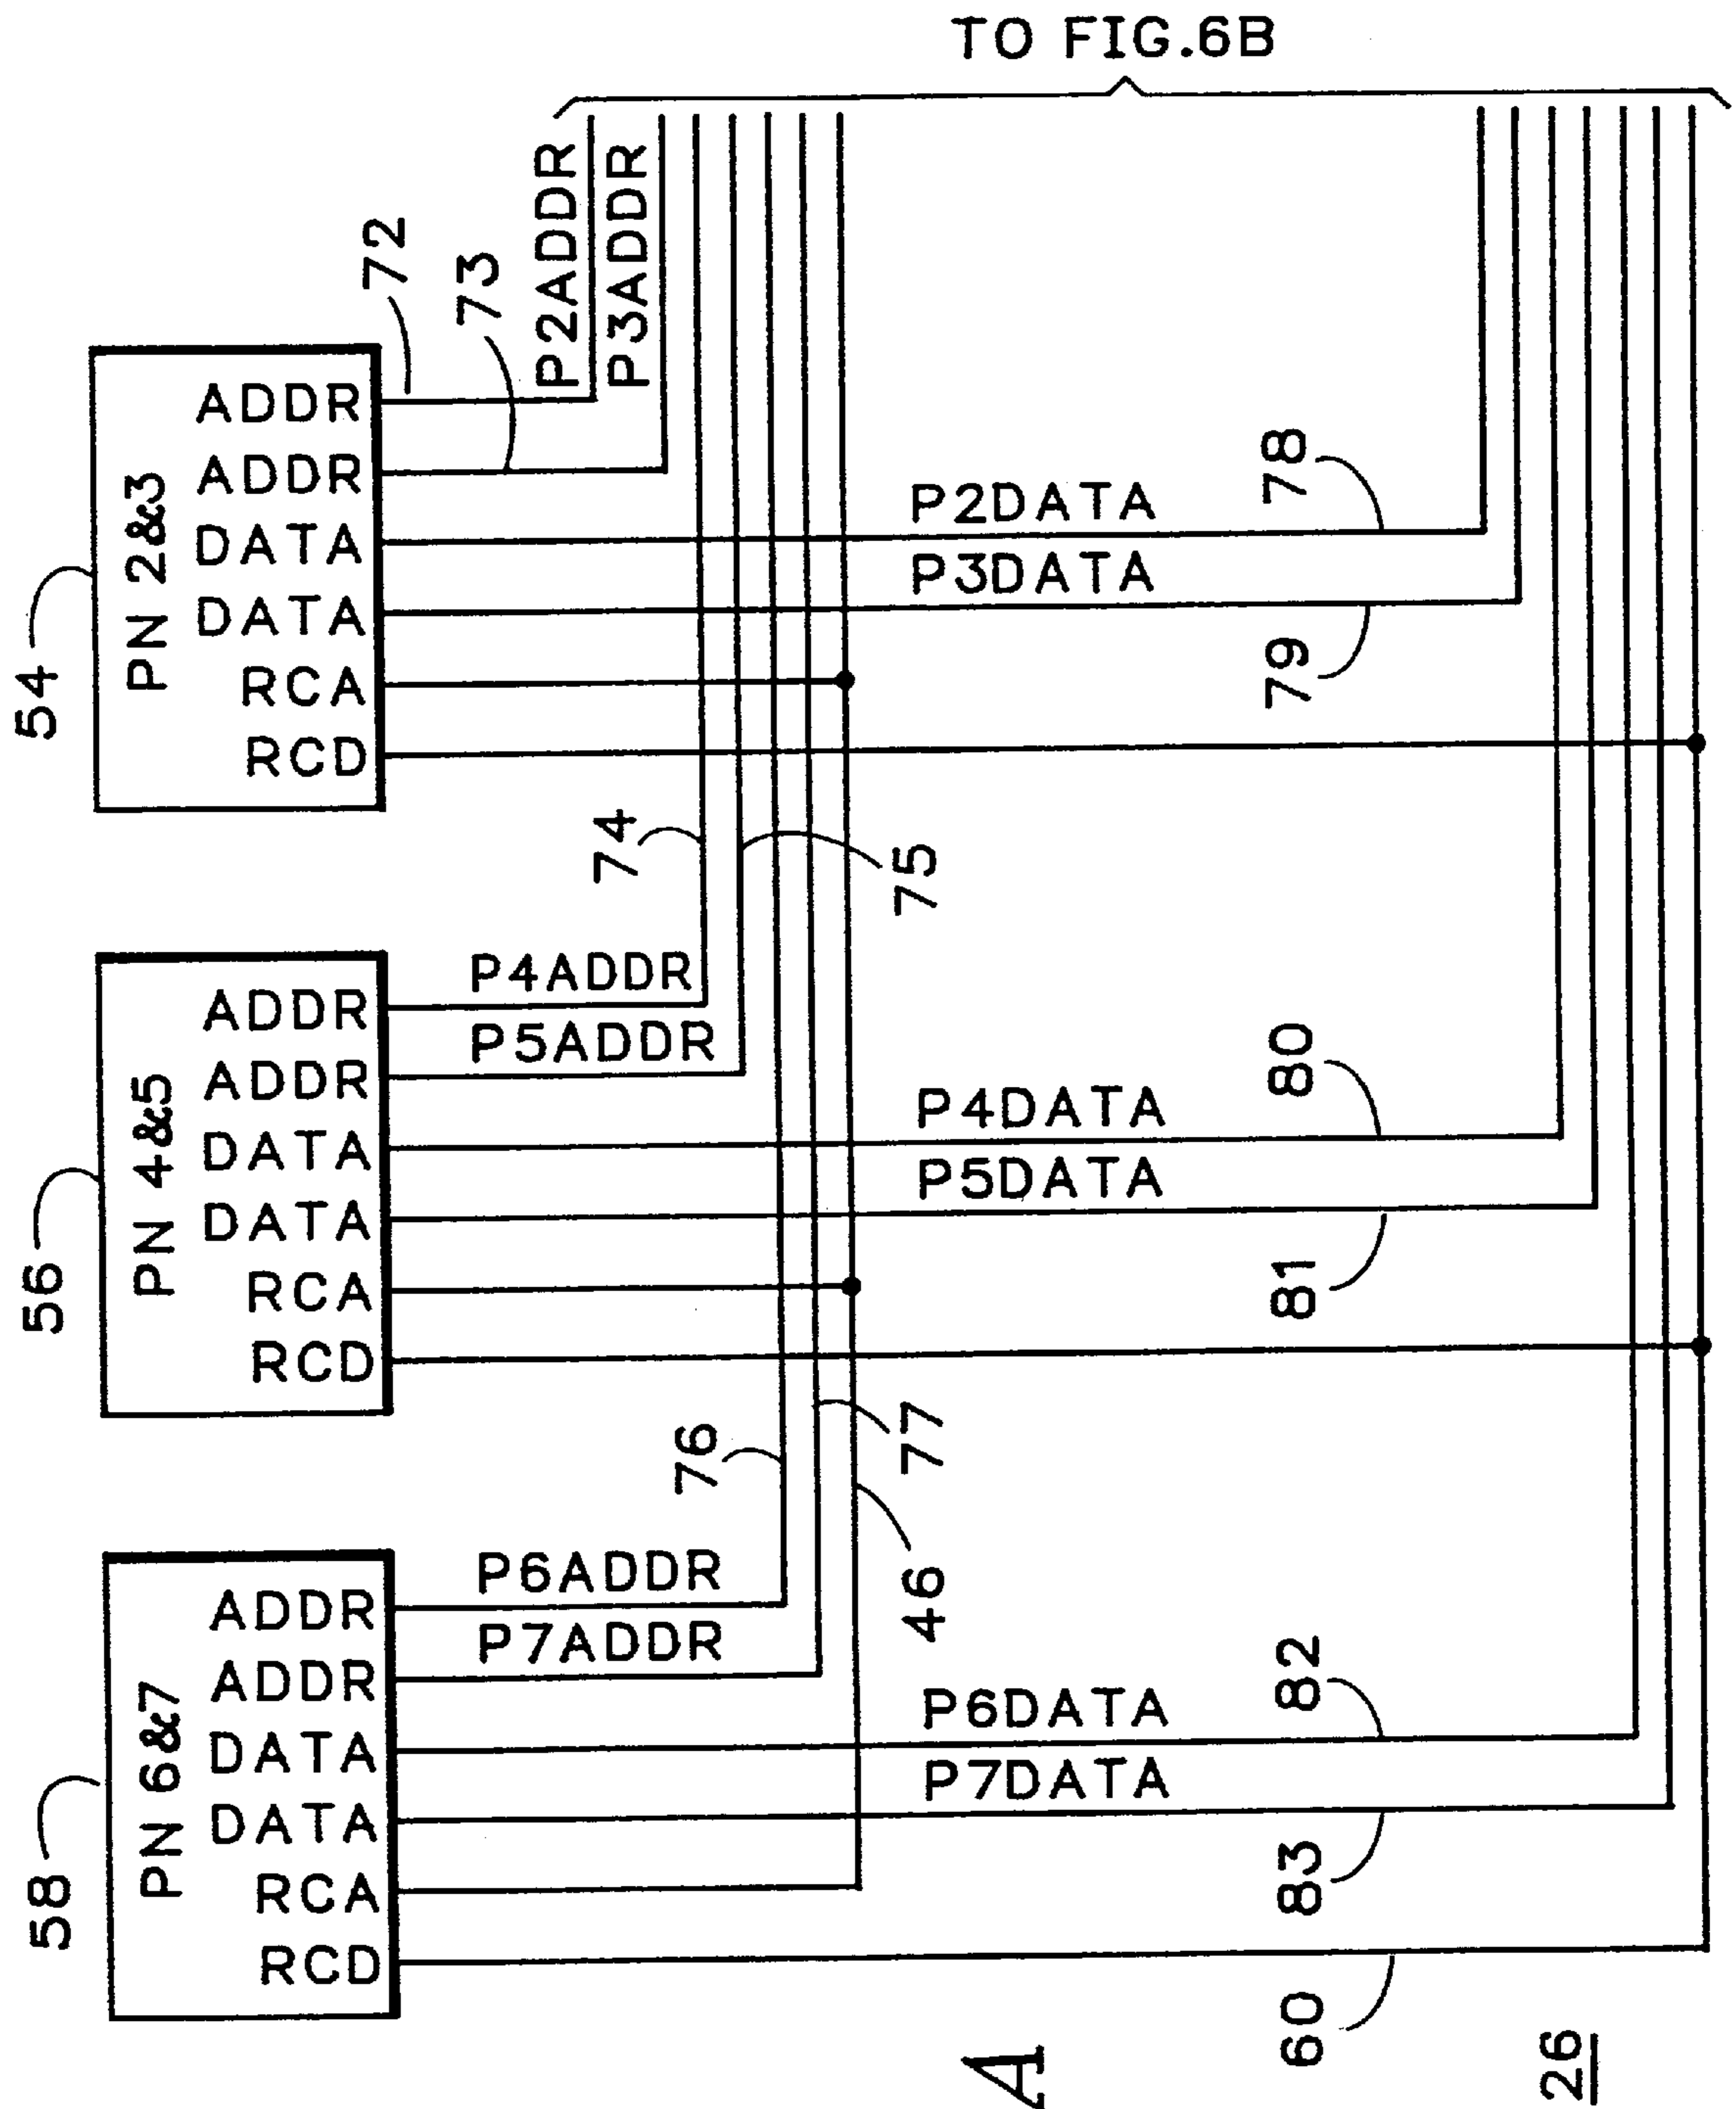 TO FIG.6B
54
PN 2&3
ADDR
ADDR
DATA
DATA
RCA
RCD
72
73
P2ADDR
P3ADDR
P2DATA
P3DATA
78
79
56
PN 4&5
ADDR
ADDR
DATA
DATA
RCA
RCD
74
75
P4ADDR
P5ADDR
P4DATA
P5DATA
80
81
58
PN 6&7
ADDR
ADDR
DATA
DATA
RCA
RCD
76
77
46
P6ADDR
P7ADDR
P6DATA
P7DATA
82
83
60
A
26